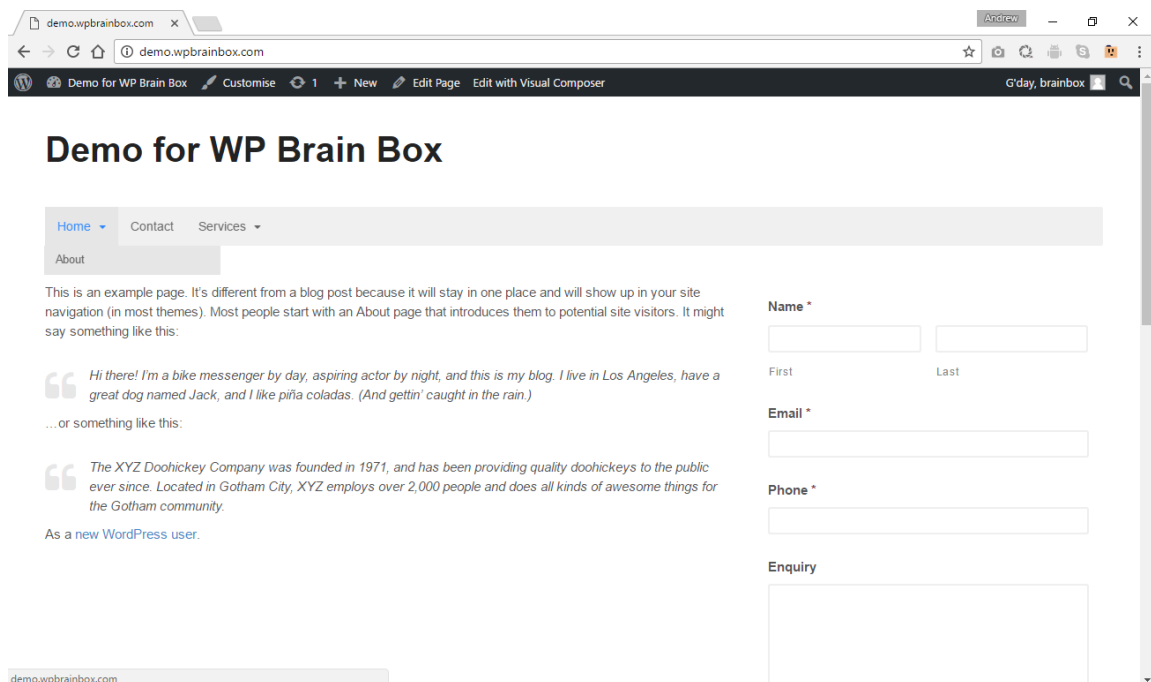 demo.wpbrainbox.com
Andrew
demo.wpbrainbox.com
Demo for WP Brain Box Customise 1 New Edit Page Edit with Visual Composer G'day, brainbox
Demo for WP Brain Box
Home Contact Services
About
This is an example page. It's different from a blog post because it will stay in one place and will show up in your site
navigation (in most themes). Most people start with an About page that introduces them to potential site visitors. It might
say something like this:
Hi there! I'm a bike messenger by day, aspiring actor by night, and this is my blog. I live in Los Angeles, have a
great dog named Jack, and I like piña coladas. (And gettin' caught in the rain.)
…or something like this:
The XYZ Doohickey Company was founded in 1971, and has been providing quality doohickeys to the public
ever since. Located in Gotham City, XYZ employs over 2,000 people and does all kinds of awesome things for
the Gotham community.
As a new WordPress user.
Name *
First Last
Email *
Phone *
Enquiry
demo.wpbrainbox.com